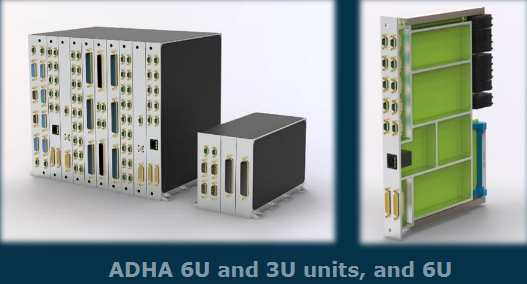 ADHA 6U and 3U units, and 6U